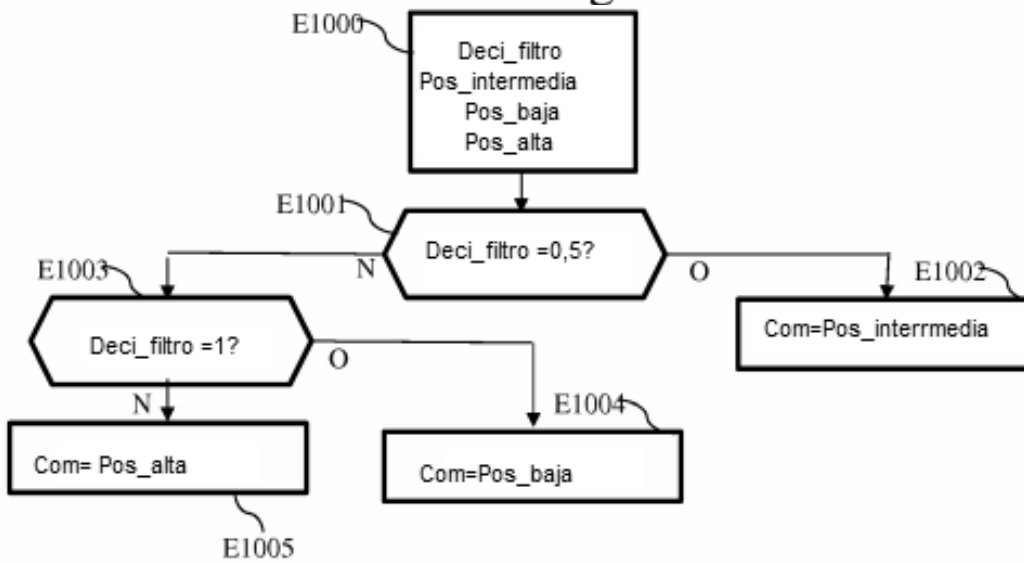 E1000
Deci_filtro
Pos_intermedia
Pos_baja
Pos_alta
E1001
Deci_filtro =0,5?
N
O
E1002
Com=Pos_interrmedia
E1003
Deci_filtro =1?
O
N
E1004
Com=Pos_baja
Com= Pos_alta
E1005